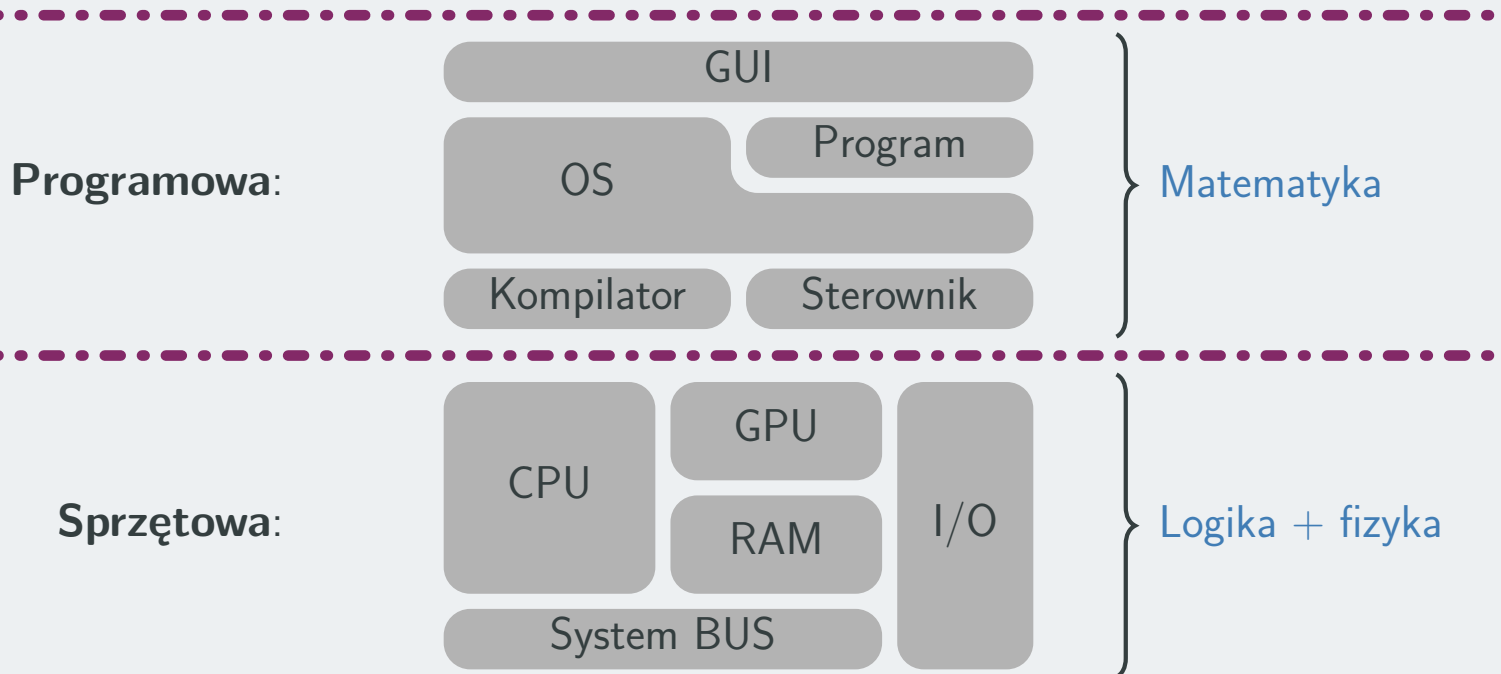 GUI
Program
OS
Programowa:
Matematyka
Kompilator
Sterownik
GPU
CPU
Sprzętowa:
RAM
I/O
Logika + fizyka
System BUS